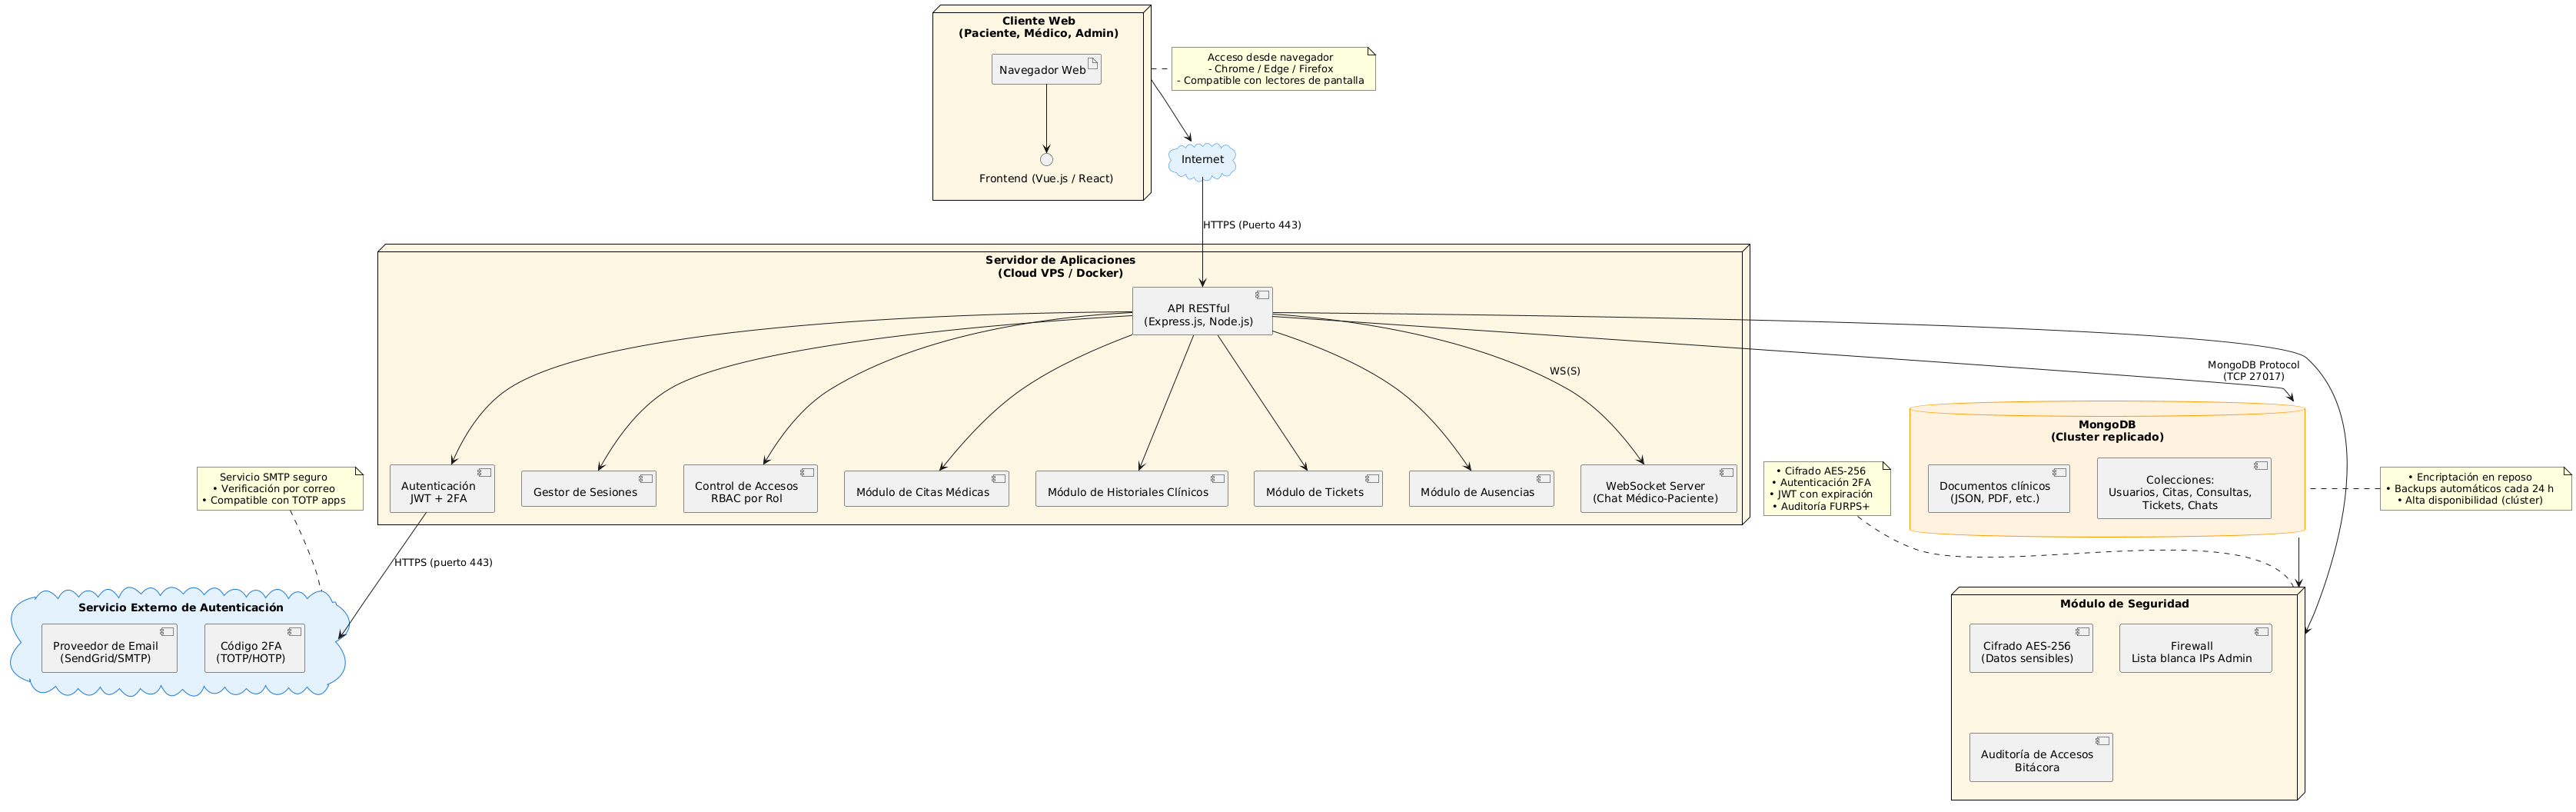 Cliente Web
(Paciente, Médico, Admin)
Navegador Web
Frontend (Vue.js / React)
Acceso desde navegador
- Chrome / Edge / Firefox
- Compatible con lectores de pantalla
Internet
HTTPS (Puerto 443)
Servidor de Aplicaciones
(Cloud VPS / Docker)
API RESTful
(Express.js, Node.js)
WS(S)
MongoDB Protocol
(TCP 27017)
Autenticación
JWT + 2FA
Gestor de Sesiones
Control de Accesos
RBAC por Rol
Módulo de Citas Médicas
Módulo de Historiales Clínicos
Módulo de Tickets
Módulo de Ausencias
WebSocket Server
(Chat Médico-Paciente)
MongoDB
(Cluster replicado)
Documentos clínicos
(JSON, PDF, etc.)
Colecciones:
Usuarios, Citas, Consultas,
Tickets, Chats
• Cifrado AES-256
• Autenticación 2FA
• JWT con expiración
• Auditoría FURPS+
• Encriptación en reposo
• Backups automáticos cada 24 h
• Alta disponibilidad (clúster)
Servicio SMTP seguro
• Verificación por correo
• Compatible con TOTP apps
HTTPS (puerto 443)
Servicio Externo de Autenticación
Proveedor de Email
(SendGrid/SMTP)
Código 2FA
(TOTP/HOTP)
Módulo de Seguridad
Cifrado AES-256
(Datos sensibles)
Firewall
Lista blanca IPs Admin
Auditoría de Accesos
Bitácora